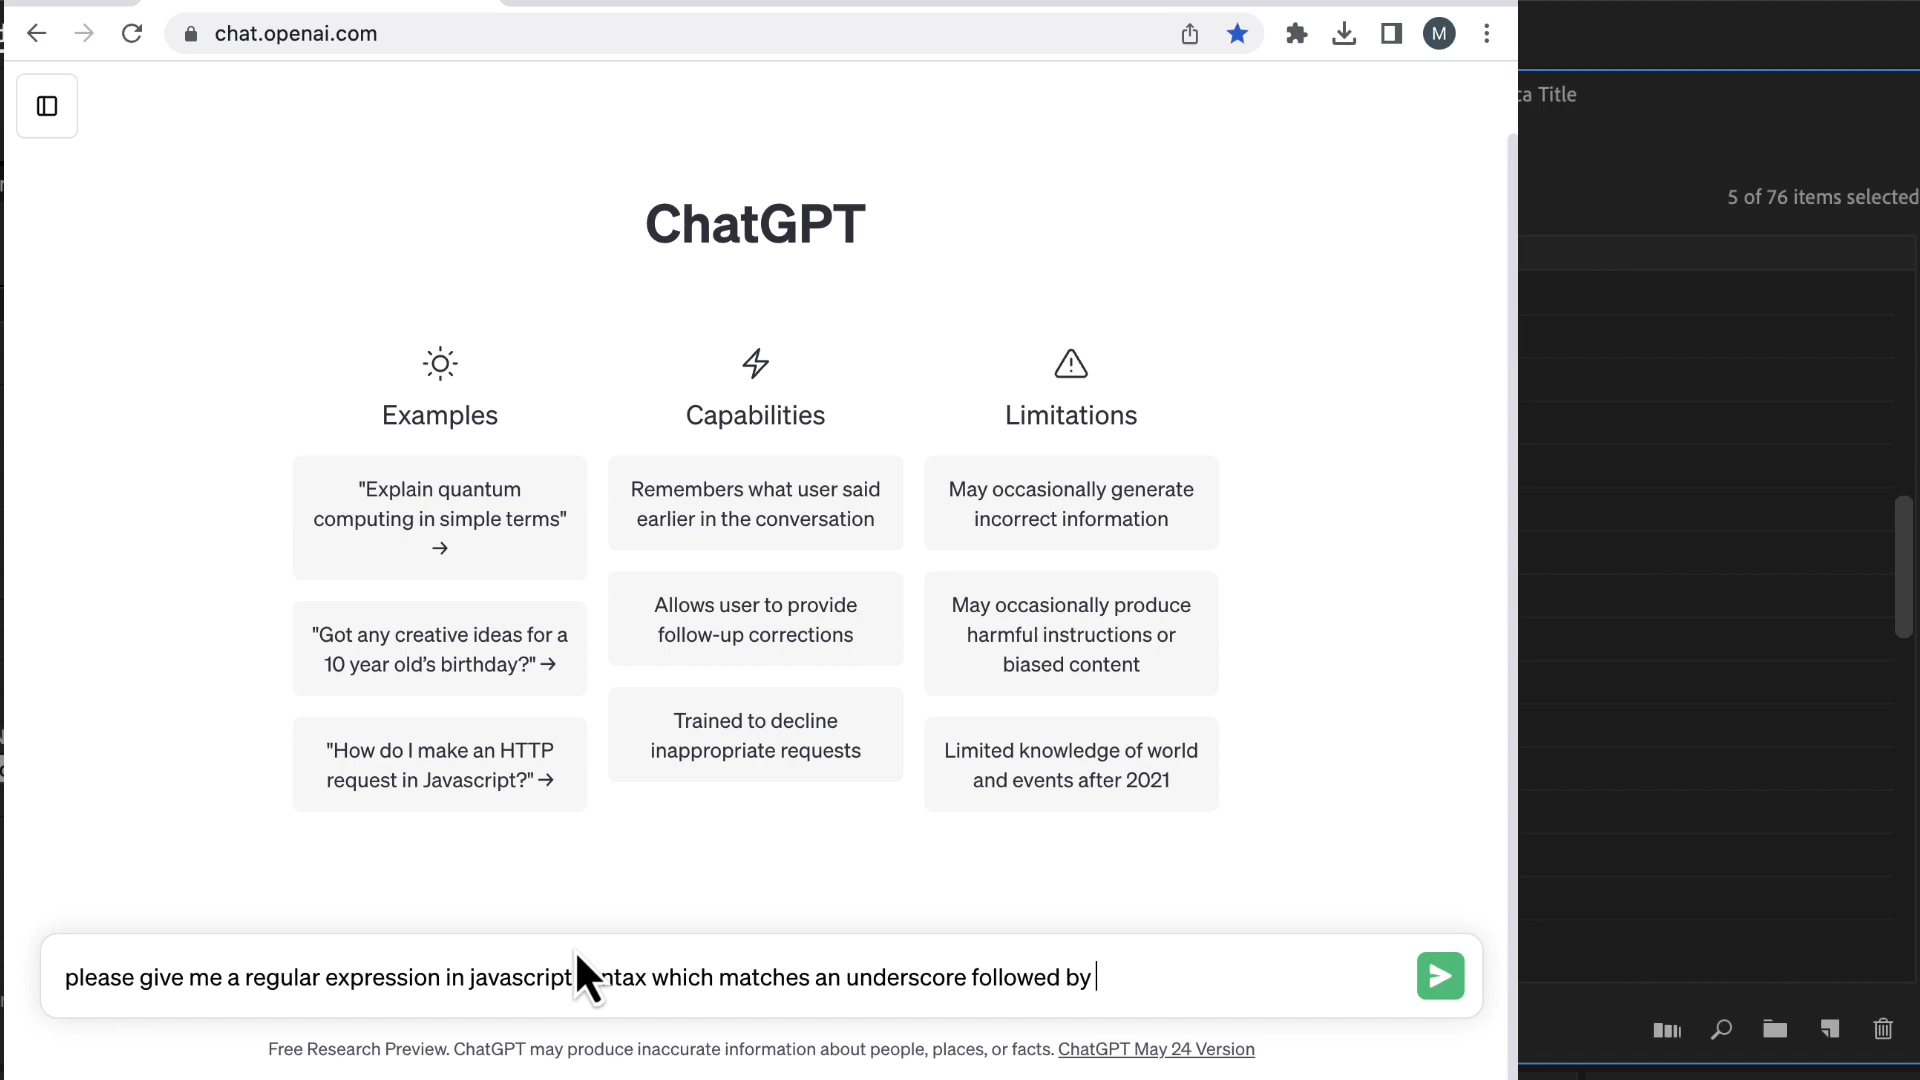 chat.openai.com
M
Title
5 of 76 items selected
ChatGPT
Examples
Capabilities
Limitations
"Explain quantum
computing in simple terms"
→
"Got any creative ideas for a
10 year old's birthday?" →
"How do I make an HTTP
request in Javascript?" →
Remembers what user said
earlier in the conversation
Allows user to provide
follow-up corrections
Trained to decline
inappropriate requests
May occasionally generate
incorrect information
May occasionally produce
harmful instructions or
biased content
Limited knowledge of world
and events after 2021
please give me a regular expression in javascript ntax which matches an underscore followed by
Free Research Preview. ChatGPT may produce inaccurate information about people, places, or facts. ChatGPT May 24 Version